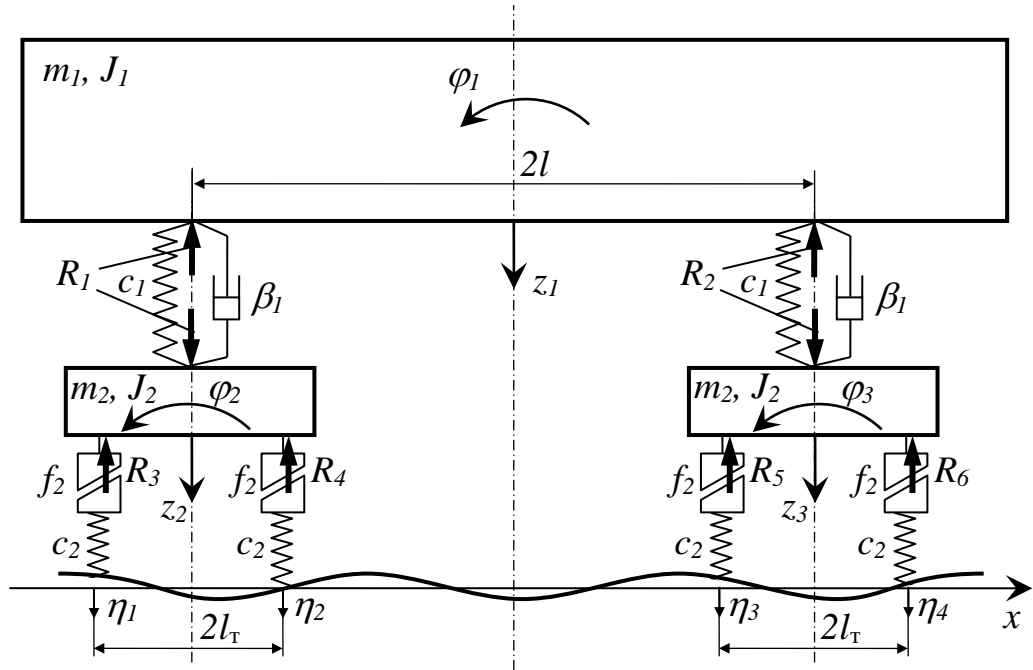 m₁, J₁
φ₁
2l
R₁
c₁
β₁
z₁
R₂
c₁
β₁
m₂, J₂
φ₂
m₂, J₂
φ₃
f₂
R₃
f₂
R₄
z₂
f₂
R₅
f₂
R₆
z₃
c₂
c₂
c₂
c₂
η₁
η₂
η₃
η₄
x
2lт
2lт